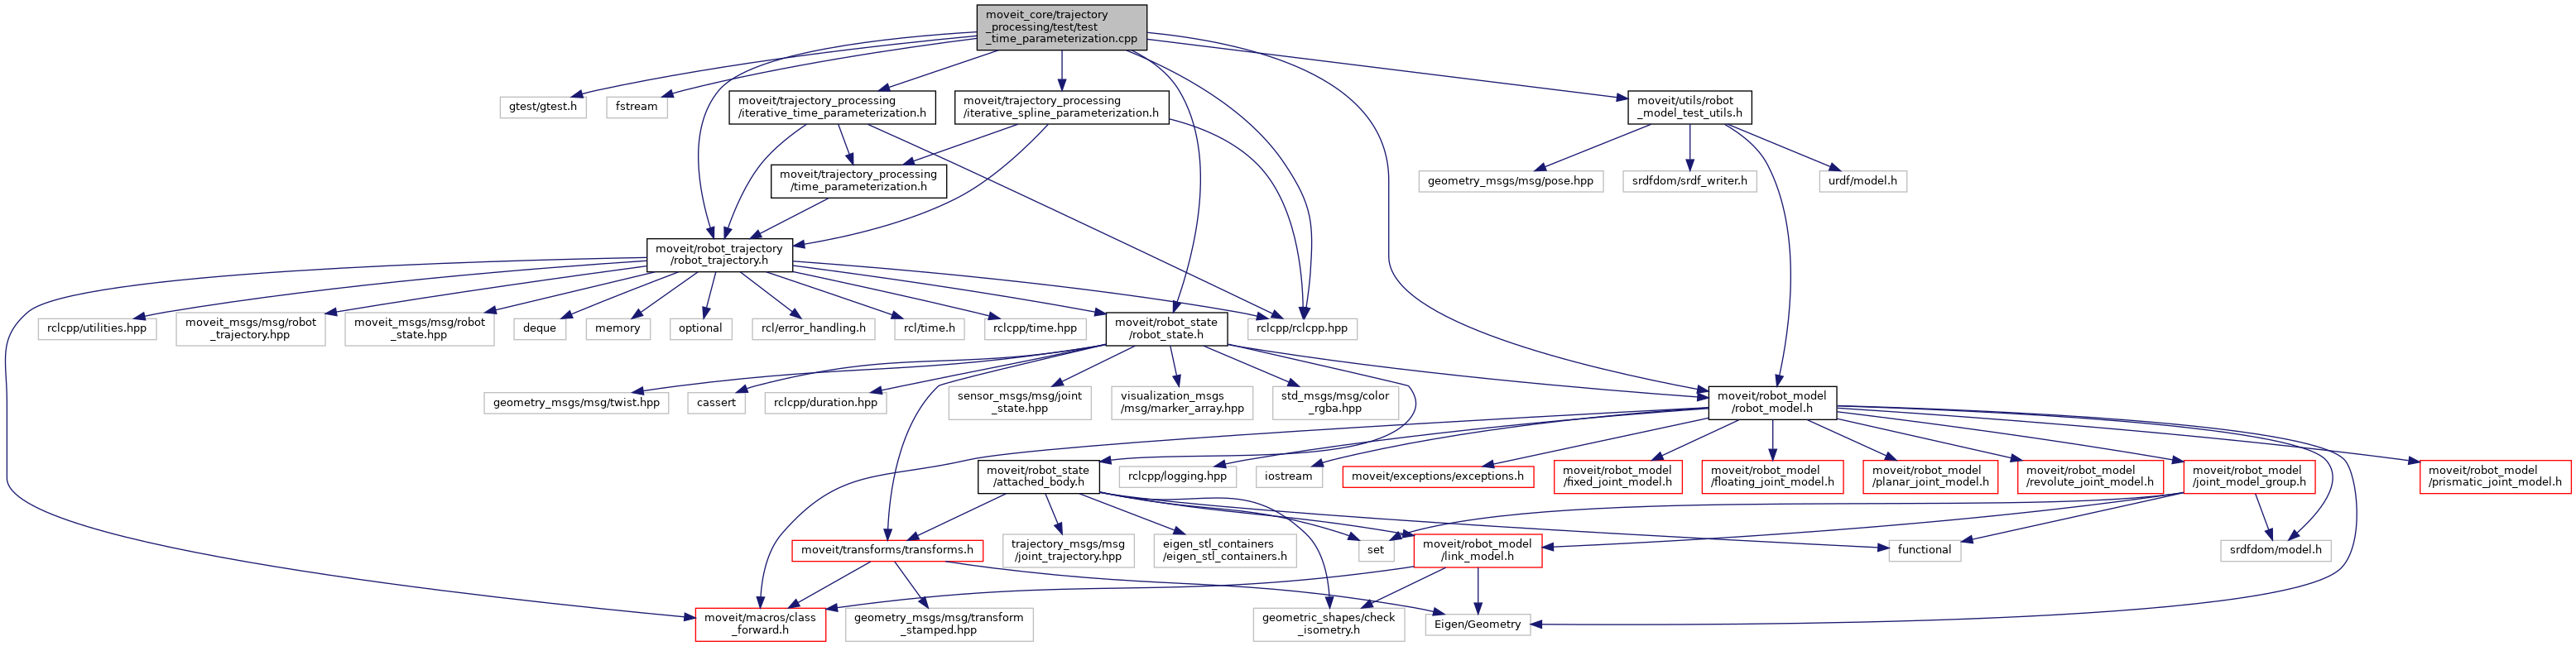 moveit_core/trajectory
_processing/test/test
_time_parameterization.cpp
gtest/gtest.h
fstream
moveit/trajectory_processing
/iterative_time_parameterization.h
moveit/trajectory_processing
/iterative_spline_parameterization.h
moveit/utils/robot
_model_test_utils.h
moveit/trajectory_processing
/time_parameterization.h
geometry_msgs/msg/pose.hpp
srdfdom/srdf_writer.h
urdf/model.h
moveit/robot_trajectory
/robot_trajectory.h
rclcpp/utilities.hpp
moveit_msgs/msg/robot
_trajectory.hpp
moveit_msgs/msg/robot
_state.hpp
deque
memory
optional
rcl/error_handling.h
rcl/time.h
rclcpp/time.hpp
moveit/robot_state
/robot_state.h
rclcpp/rclcpp.hpp
geometry_msgs/msg/twist.hpp
cassert
rclcpp/duration.hpp
sensor_msgs/msg/joint
_state.hpp
visualization_msgs
/msg/marker_array.hpp
std_msgs/msg/color
_rgba.hpp
moveit/robot_model
/robot_model.h
moveit/robot_state
/attached_body.h
rclcpp/logging.hpp
iostream
moveit/exceptions/exceptions.h
moveit/robot_model
/fixed_joint_model.h
moveit/robot_model
/floating_joint_model.h
moveit/robot_model
/planar_joint_model.h
moveit/robot_model
/revolute_joint_model.h
moveit/robot_model
/joint_model_group.h
moveit/robot_model
/prismatic_joint_model.h
moveit/transforms/transforms.h
trajectory_msgs/msg
/joint_trajectory.hpp
eigen_stl_containers
/eigen_stl_containers.h
set
moveit/robot_model
/link_model.h
functional
srdfdom/model.h
moveit/macros/class
_forward.h
geometry_msgs/msg/transform
_stamped.hpp
geometric_shapes/check
_isometry.h
Eigen/Geometry